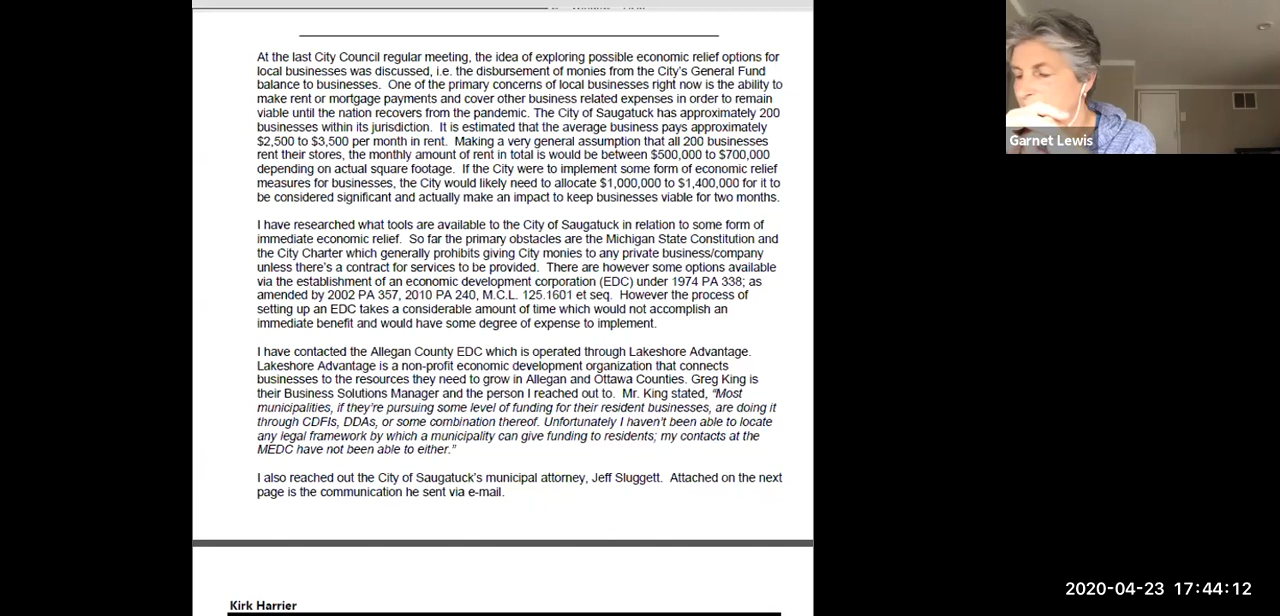 At the last City Council regular meeting, the idea of exploring possible economic relief options for
local businesses was discussed, i.e. the disbursement of monies from the City's General Fund
balance to businesses.  One of the primary concerns of local businesses right now is the ability to
make rent or mortgage payments and cover other business related expenses in order to remain
viable until the nation recovers from the pandemic. The City of Saugatuck has approximately 200
businesses within its jurisdiction.  It is estimated that the average business pays approximately
$2,500 to $3,500 per month in rent.  Making a very general assumption that all 200 businesses
rent their stores, the monthly amount of rent in total is would be between $500,000 to $700,000
depending on actual square footage.  If the City were to implement some form of economic relief
measures for businesses, the City would likely need to allocate $1,000,000 to $1,400,000 for it to
be considered significant and actually make an impact to keep businesses viable for two months.
I have researched what tools are available to the City of Saugatuck in relation to some form of
immediate economic relief.  So far the primary obstacles are the Michigan State Constitution and
the City Charter which generally prohibits giving City monies to any private business/company
unless there's a contract for services to be provided.  There are however some options available
via the establishment of an economic development corporation (EDC) under 1974 PA 338; as
amended by 2002 PA 357, 2010 PA 240, M.C.L. 125.1601 et seq.  However the process of
setting up an EDC takes a considerable amount of time which would not accomplish an
immediate benefit and would have some degree of expense to implement.
I have contacted the Allegan County EDC which is operated through Lakeshore Advantage.
Lakeshore Advantage is a non-profit economic development organization that connects
businesses to the resources they need to grow in Allegan and Ottawa Counties. Greg King is
their Business Solutions Manager and the person I reached out to.  Mr. King stated, "Most
municipalities, if they're pursuing some level of funding for their resident businesses, are doing it
through CDFIs, DDAs, or some combination thereof. Unfortunately I haven't been able to locate
any legal framework by which a municipality can give funding to residents; my contacts at the
MEDC have not been able to either."
I also reached out the City of Saugatuck's municipal attorney, Jeff Sluggett.  Attached on the next
page is the communication he sent via e-mail.
Kirk Harrier
Garnet Lewis
2020-04-23 17:44:12